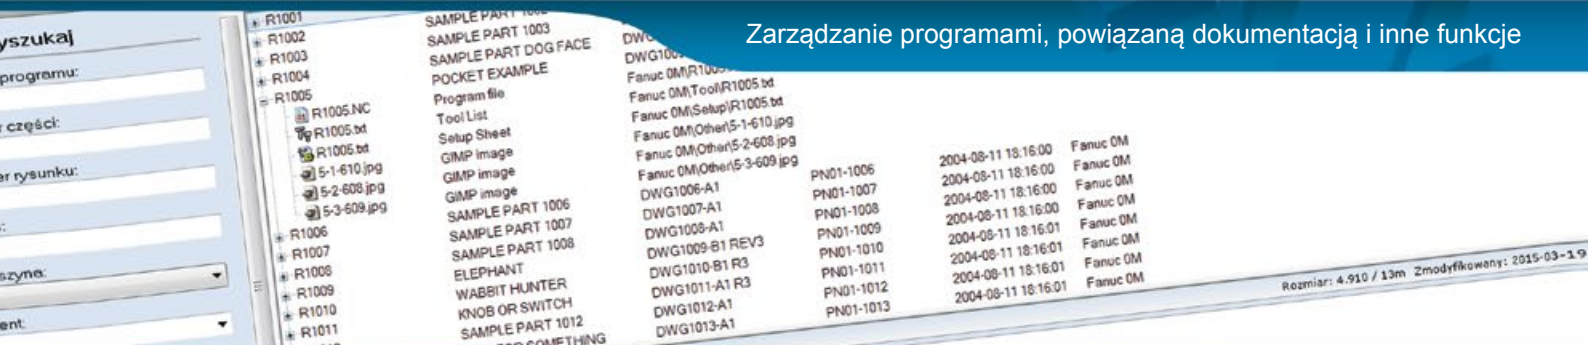 Zarządzanie programami, powiązaną dokumentacją i inne funkcje
yszukaj
programu:
części:
er rysunku:
szyna:
ent:
R1001
R1002 SAMPLE PART 1003
R1003 SAMPLE PART DOG FACE
R1004 POCKET EXAMPLE
R1005 Program file
R1005.NC Tool List Fanuc 0M\Tool\R1005.txt
R1005.txt Setup Sheet Fanuc 0M\Setup\R1005.txt
R1005.txt GIMP image Fanuc 0M\Other\5-1-610.jpg
5-1-610.jpg GIMP image Fanuc 0M\Other\5-2-608.jpg
5-2-608.jpg GIMP image Fanuc 0M\Other\5-3-609.jpg
5-3-609.jpg SAMPLE PART 1006 DWG1006-A1 PN01-1006 2004-08-11 18:16:00 Fanuc 0M
R1006 SAMPLE PART 1007 DWG1007-A1 PN01-1007 2004-08-11 18:16:00 Fanuc 0M
R1007 SAMPLE PART 1008 DWG1008-A1 PN01-1008 2004-08-11 18:16:00 Fanuc 0M
R1008 ELEPHANT DWG1009-B1 REV3 PN01-1009 2004-08-11 18:16:00 Fanuc 0M
R1009 WABBIT HUNTER DWG1010-B1 R3 PN01-1010 2004-08-11 18:16:01 Fanuc 0M
R1010 KNOB OR SWITCH DWG1011-A1 R3 PN01-1011 2004-08-11 18:16:01 Fanuc 0M
R1011 SAMPLE PART 1012 DWG1012-A1 PN01-1012 2004-08-11 18:16:01 Fanuc 0M
SOMETHING DWG1013-A1 PN01-1013 2004-08-11 18:16:01 Fanuc 0M
Rozmiar: 4.910 / 13m Zmodyfikowany: 2015-03-19